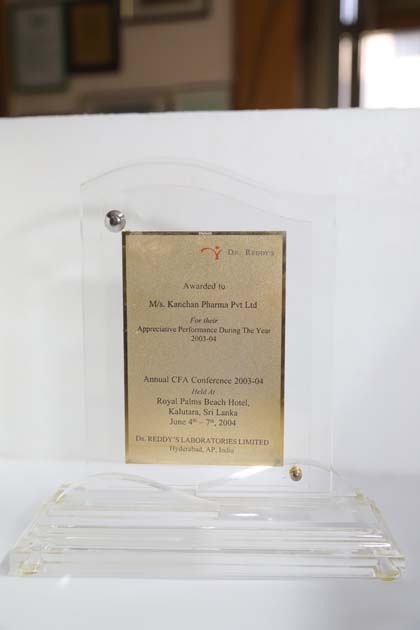 Dr. Reddy's
Awarded to
M/s. Kanchan Pharma Pvt Ltd
For their
Appreciative Performance During The Year
2003-04
Annual CFA Conference 2003-04
Held At
Royal Palms Beach Hotel,
Kalutara, Sri Lanka
June 4th – 7th, 2004
Dr. REDDY'S LABORATORIES LIMITED
Hyderabad, AP, India